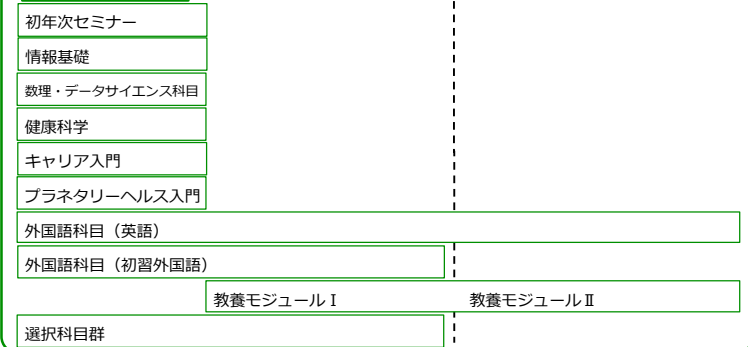 初年次セミナー
情報基礎
数理・データサイエンス科目
健康科学
キャリア入門
プラネタリーヘルス入門
外国語科目（英語）
外国語科目（初習外国語）
教養モジュールⅠ 教養モジュールⅡ
選択科目群